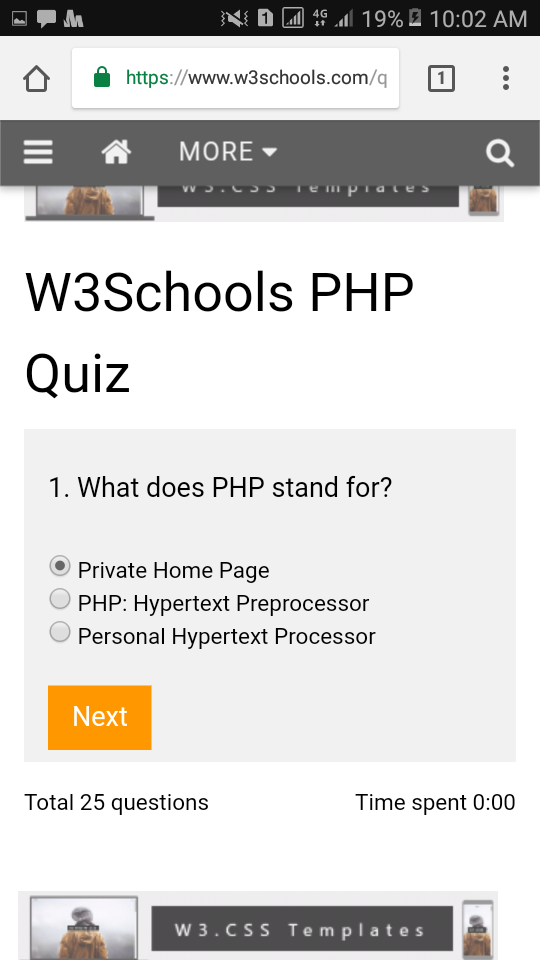 4G 19% 10:02 AM
https://www.w3schools.com/q
1
MORE
W3.CSS Templates
W3Schools PHP
Quiz
1. What does PHP stand for?
Private Home Page
PHP: Hypertext Preprocessor
Personal Hypertext Processor
Next
Total 25 questions
Time spent 0:00
W3.CSS Templates